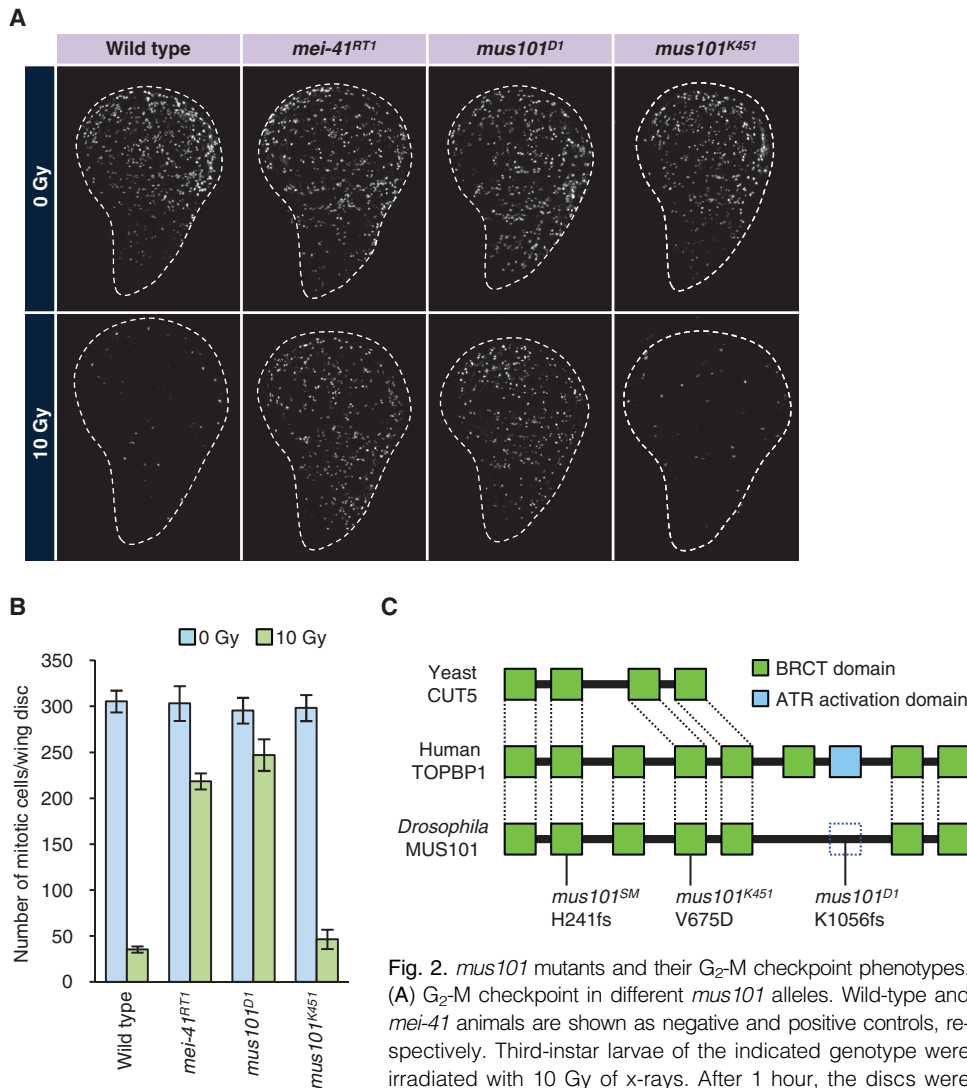 A
Wild type mei-41RT1 mus101D1 mus101K451
0 Gy
10 Gy
B
0 Gy 10 Gy
Number of mitotic cells/wing disc
350
300
250
200
150
100
50
0
Wild type
mei-41RT1
mus101D1
mus101K451
C
Yeast
CUT5
BRCT domain
ATR activation domain
Human
TOPBP1
Drosophila
MUS101
mus101SM
H241fs
mus101K451
V675D
mus101D1
K1056fs
Fig. 2. mus101 mutants and their G2-M checkpoint phenotypes.
(A) G2-M checkpoint in different mus101 alleles. Wild-type and
mei-41 animals are shown as negative and positive controls, re-
spectively. Third-instar larvae of the indicated genotype were
irradiated with 10 Gy of x-rays. After 1 hour, the discs were